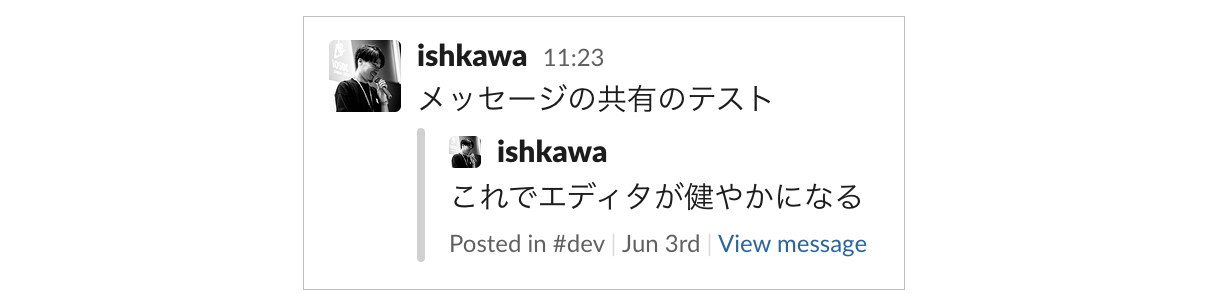 ishkawa 11:23
メッセージの共有のテスト
ishkawa
これでエディタが健やかになる
Posted in #dev | Jun 3rd | View message